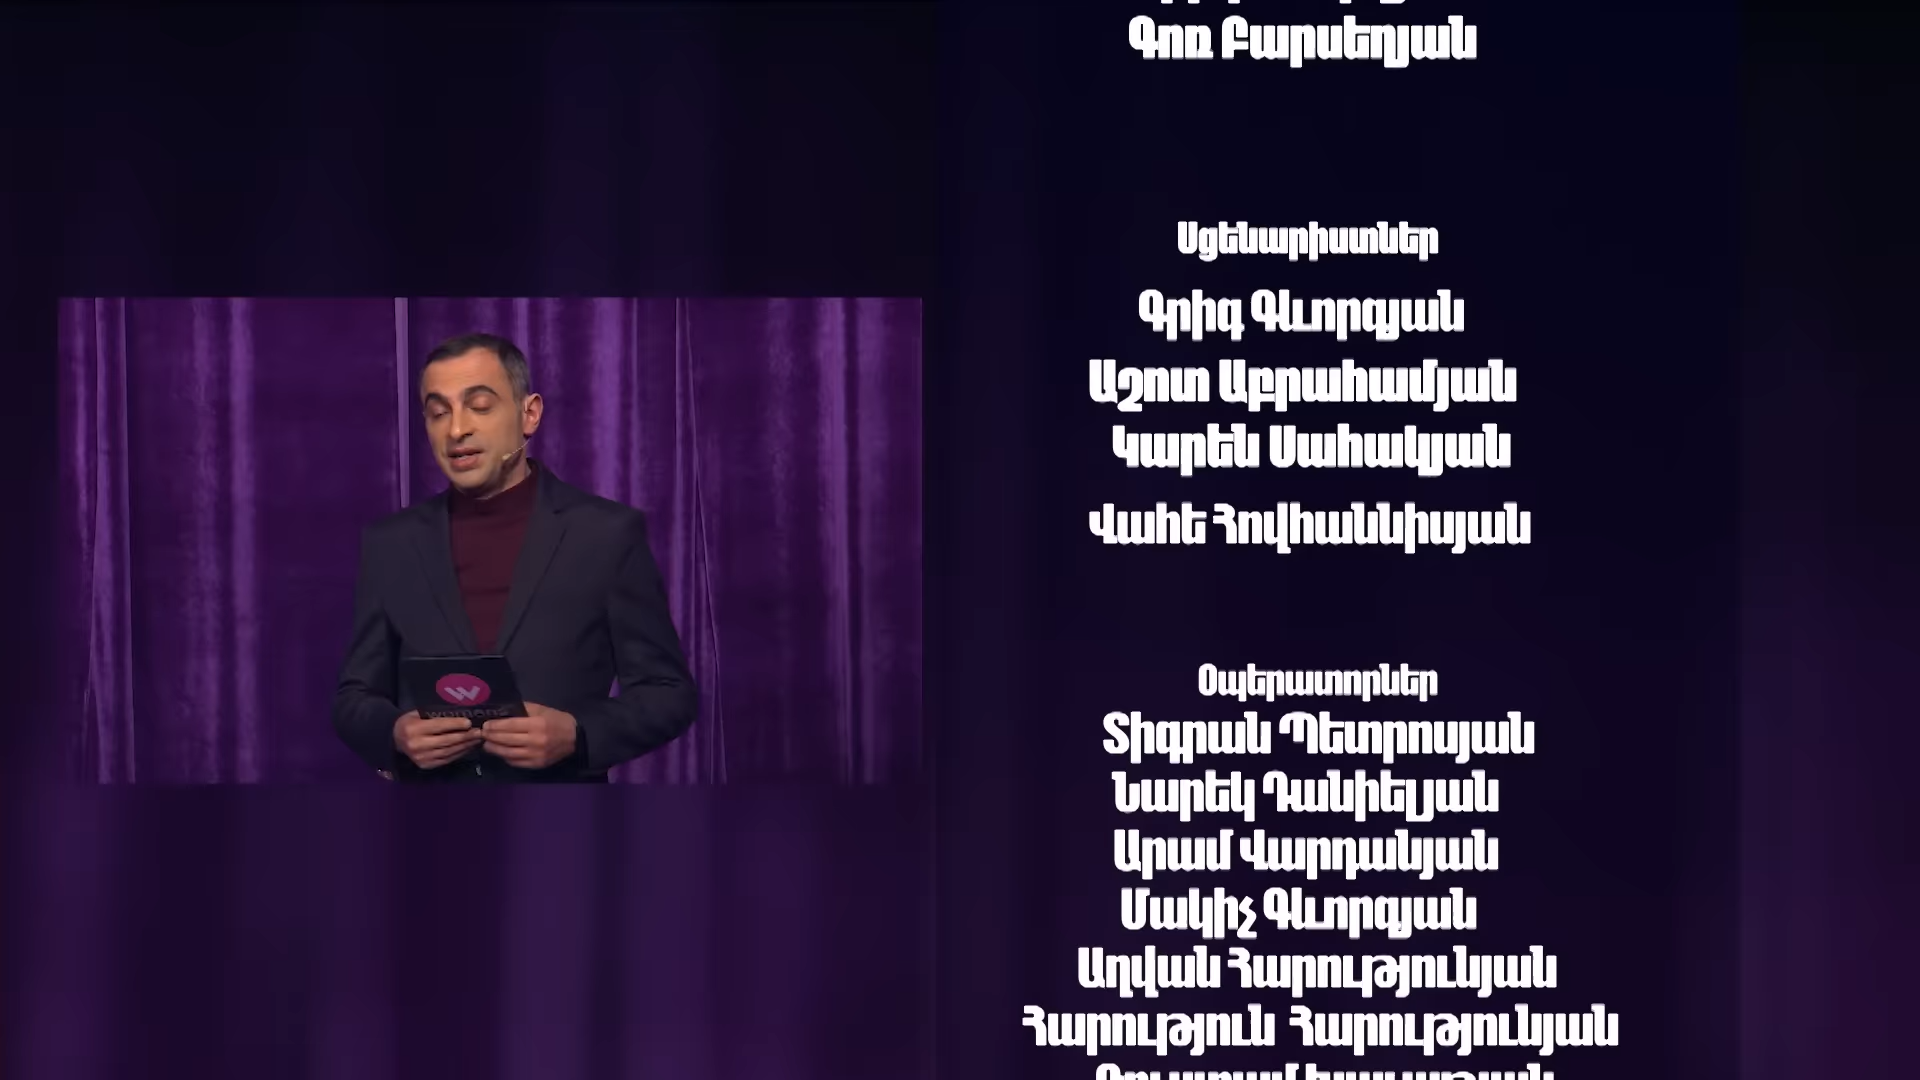 Գոռ Բարսեղյան
Սցենարիստներ
Գրիգ Գևորգյան
Աշոտ Աբրահամյան
Կարեն Սահակյան
Վահե Հովհաննիսյան
Օպերատորներ
Տիգրան Պետրոսյան
Նարեկ Դանիելյան
Արամ Վարդանյան
Մակիչ Գևորգյան
Աղվան Հարությունյան
Հարություն Հարությունյան